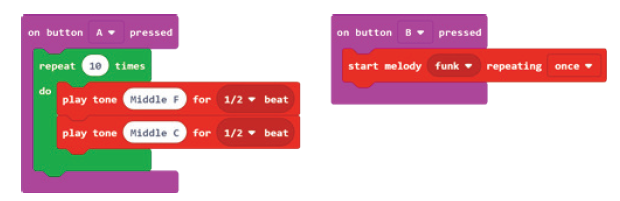 on button A pressed
repeat 10 times
do
play tone Middle F for 1/2 beat
play tone Middle C for 1/2 beat
on button B pressed
start melody funk repeating once